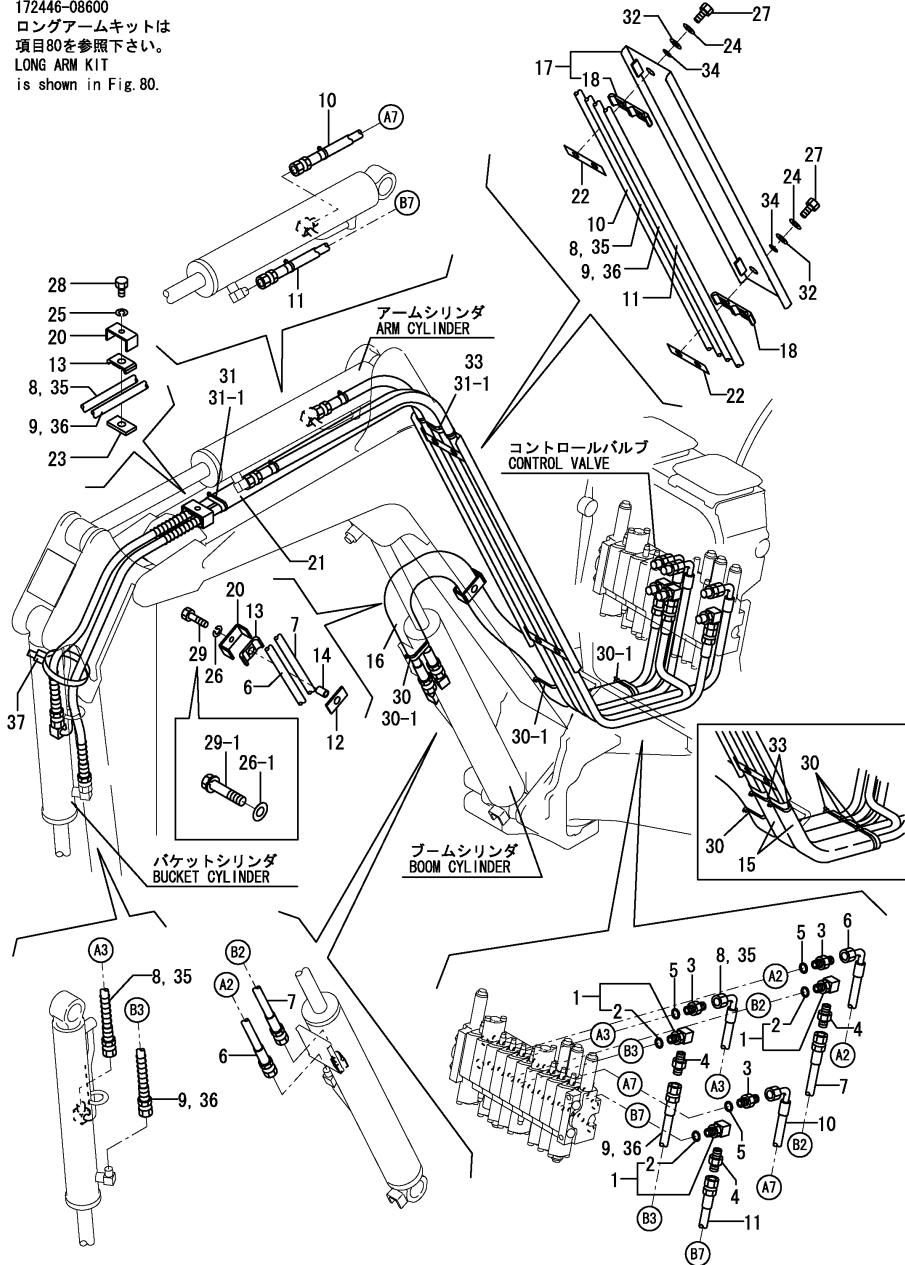 172446-08600
ロングアームキットは
項目80を参照下さい。
LONG ARM KIT
is shown in Fig.80.
10
A7
B7
11
32
27
24
34
17
18
22
10
8, 35
9, 36
11
27
24
34
32
18
22
28
25
20
13
8, 35
9, 36
23
アームシリンダ
ARM CYLINDER
31
31-1
33
31-1
コントロールバルブ
CONTROL VALVE
21
20
13
7
14
29
26
6
12
16
30
30-1
30-1
30-1
37
29-1
26-1
33
30
30
15
バケットシリンダ
BUCKET CYLINDER
ブームシリンダ
BOOM CYLINDER
A3
8, 35
B3
9, 36
B2
A2
7
6
5
3
6
5
3
8, 35
A2
1
2
A3
B3
B2
4
1
2
4
A2
A7
B7
A3
3
7
9, 36
5
10
B2
1
2
4
A7
B3
11
B7